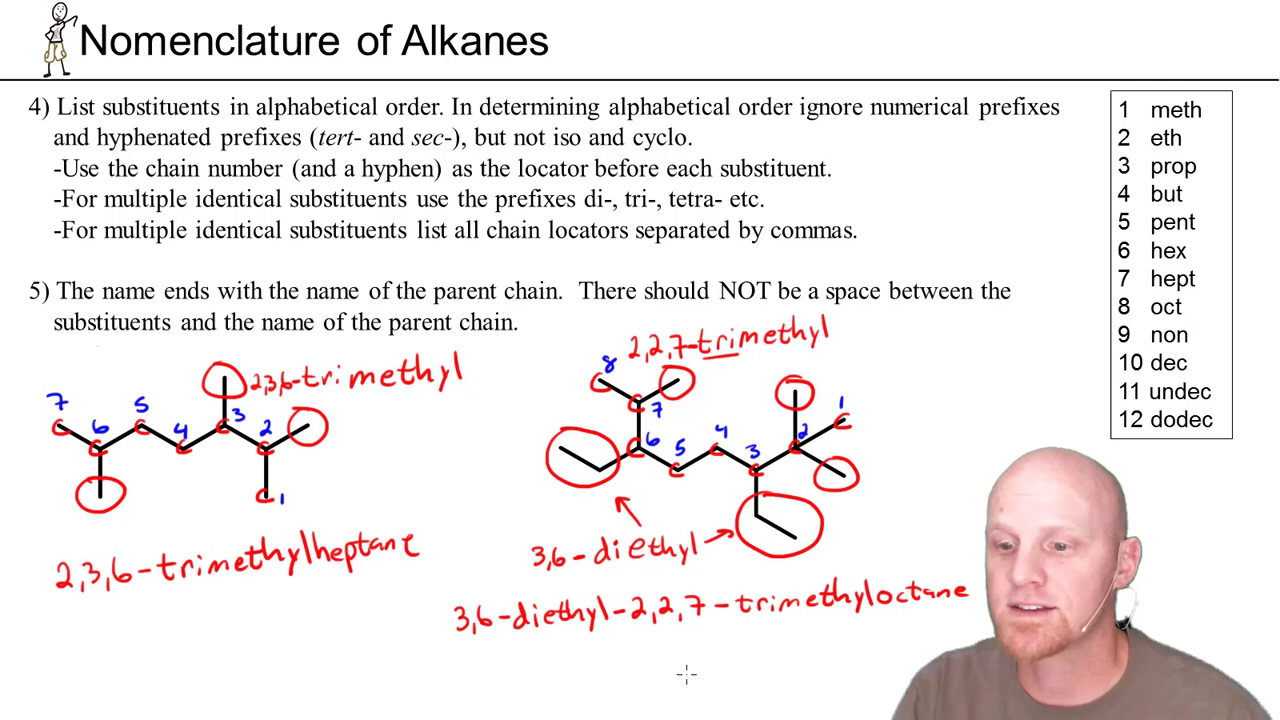 Nomenclature of Alkanes
4) List substituents in alphabetical order. In determining alphabetical order ignore numerical prefixes
and hyphenated prefixes (tert- and sec-), but not iso and cyclo.
-Use the chain number (and a hyphen) as the locator before each substituent.
-For multiple identical substituents use the prefixes di-, tri-, tetra- etc.
-For multiple identical substituents list all chain locators separated by commas.
5) The name ends with the name of the parent chain. There should NOT be a space between the
substituents and the name of the parent chain.
1 meth
2 eth
3 prop
4 but
5 pent
6 hex
7 hept
8 oct
9 non
10 dec
11 undec
12 dodec
2,3,6-trimethyl
7 6 5 4 3 2 1
C C C C C C C
2,3,6-trimethylheptane
2,2,7-trimethyl
8 7 6 5 4 3 2 1
C C C C C C C C
3,6-diethyl
3,6-diethyl-2,2,7-trimethyloctane